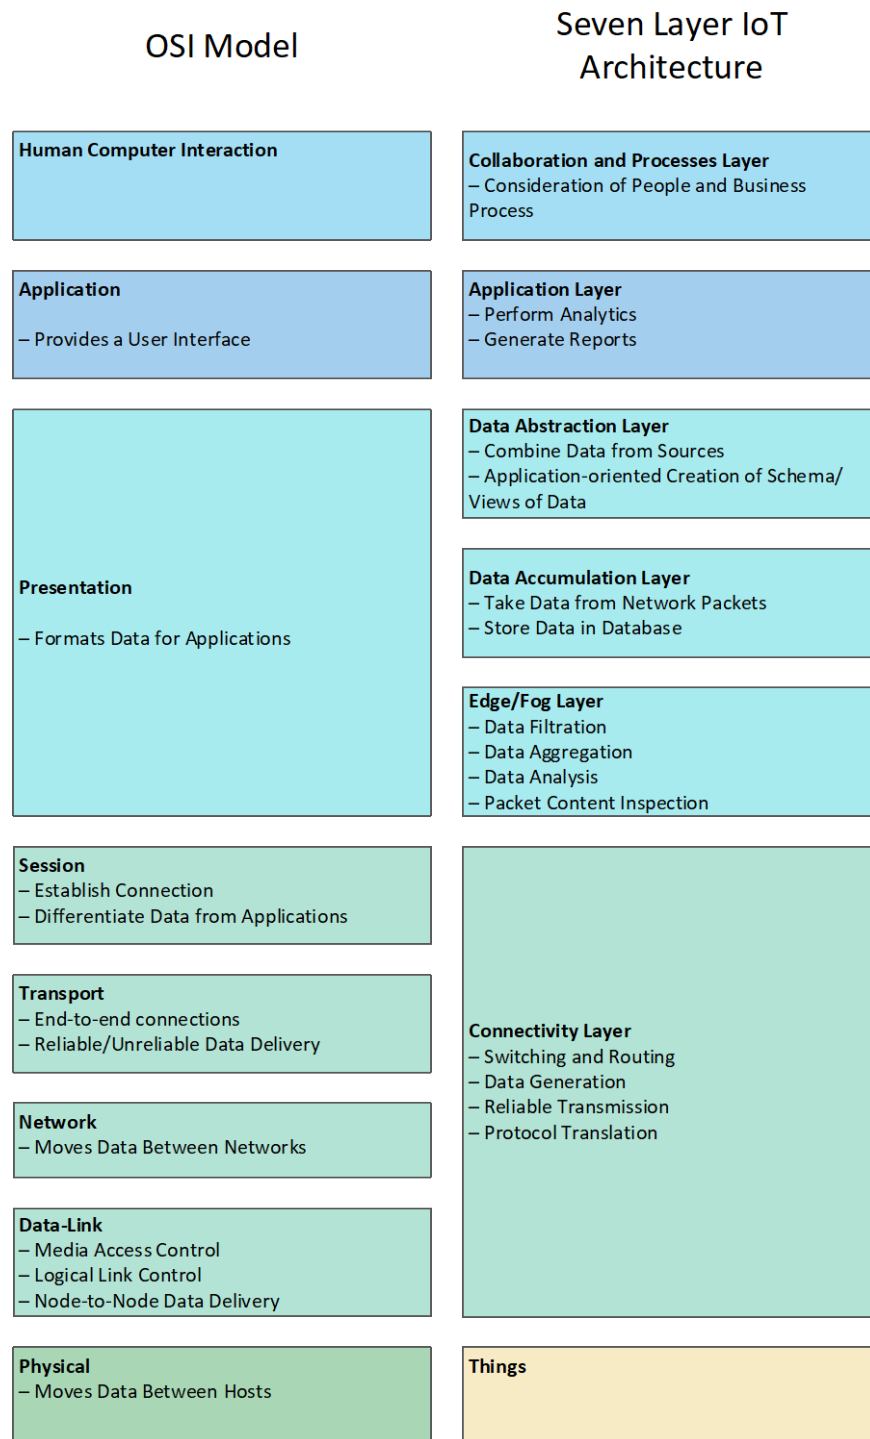 OSI Model
Seven Layer IoT
Architecture
Human Computer Interaction
Collaboration and Processes Layer
– Consideration of People and Business
Process
Application
– Provides a User Interface
Application Layer
– Perform Analytics
– Generate Reports
Presentation
– Formats Data for Applications
Data Abstraction Layer
– Combine Data from Sources
– Application-oriented Creation of Schema/
Views of Data
Data Accumulation Layer
– Take Data from Network Packets
– Store Data in Database
Edge/Fog Layer
– Data Filtration
– Data Aggregation
– Data Analysis
– Packet Content Inspection
Session
– Establish Connection
– Differentiate Data from Applications
Transport
– End-to-end connections
– Reliable/Unreliable Data Delivery
Network
– Moves Data Between Networks
Data-Link
– Media Access Control
– Logical Link Control
– Node-to-Node Data Delivery
Connectivity Layer
– Switching and Routing
– Data Generation
– Reliable Transmission
– Protocol Translation
Physical
– Moves Data Between Hosts
Things